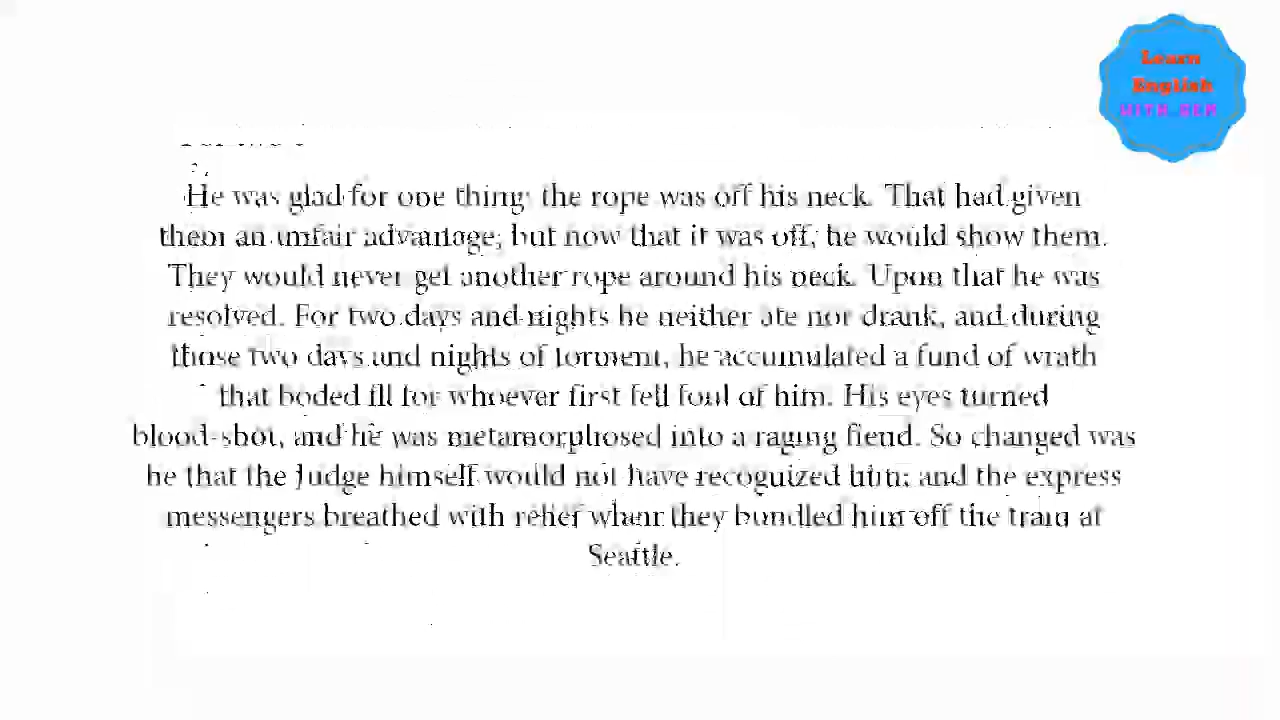 Learn
English
WITH
He was glad for one thing: the rope was off his neck. That had given
them an unfair advantage; but now that it was off, he would show them.
They would never get another rope around his neck. Upon that he was
resolved. For two days and nights he neither ate nor drank, and during
those two days and nights of torment, he accumulated a fund of wrath
that boded ill for whoever first fell foul of him. His eyes turned
blood-shot, and he was metamorphosed into a raging fiend. So changed was
he that the Judge himself would not have recognized him; and the express
messengers breathed with relief when they bundled him off the train at
Seattle.